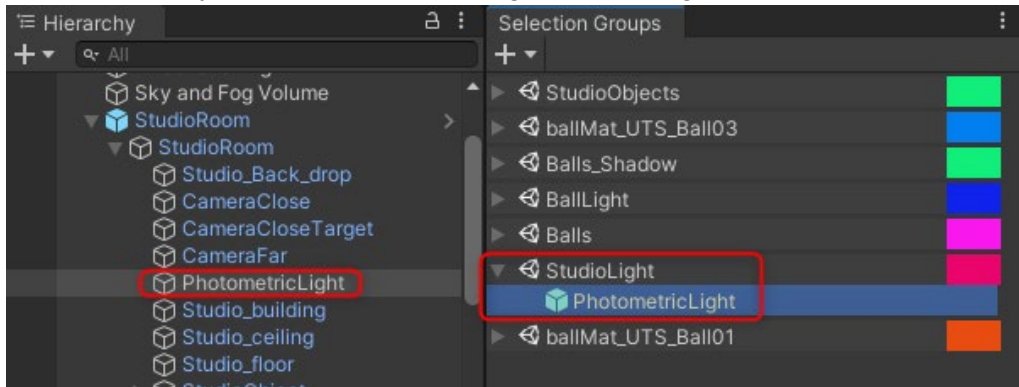 Hierarchy
All
Sky and Fog Volume
StudioRoom
StudioRoom
Studio_Back_drop
CameraClose
CameraCloseTarget
CameraFar
PhotometricLight
Studio_building
Studio_ceiling
Studio_floor
Selection Groups
StudioObjects
ballMat_UTS_Ball03
Balls_Shadow
BallLight
Balls
StudioLight
PhotometricLight
ballMat_UTS_Ball01